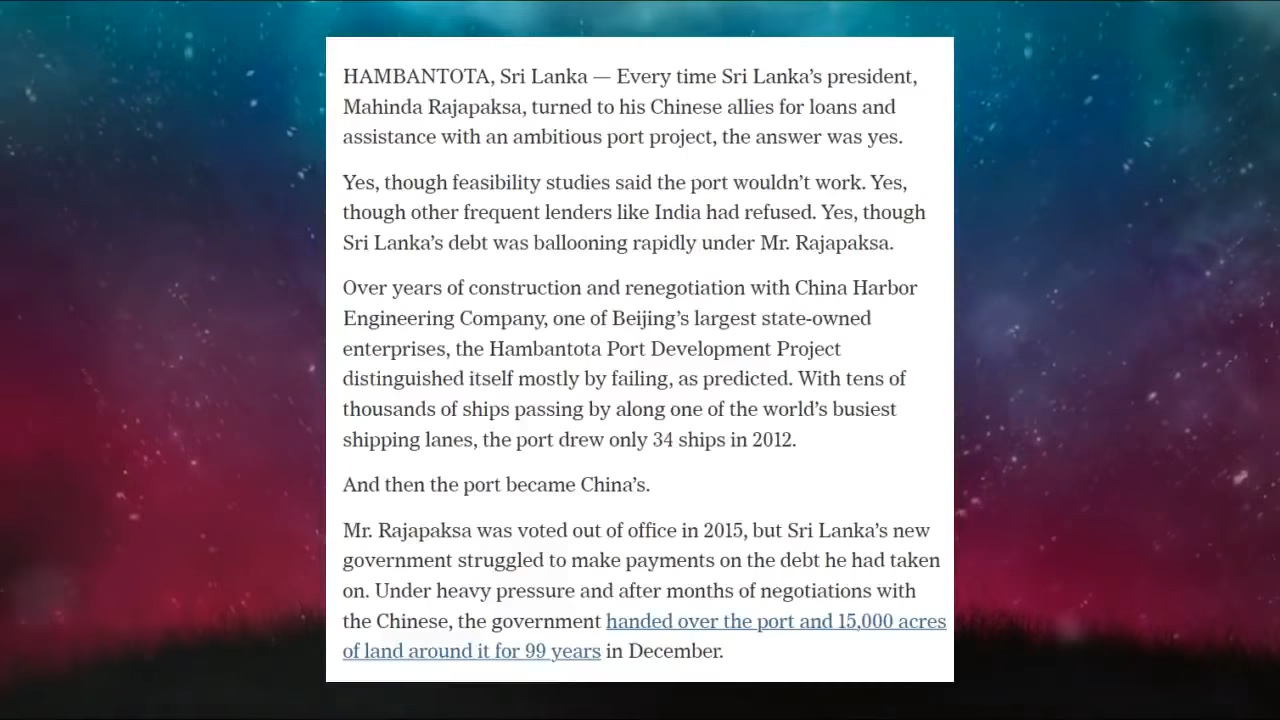 HAMBANTOTA, Sri Lanka — Every time Sri Lanka’s president,
Mahinda Rajapaksa, turned to his Chinese allies for loans and
assistance with an ambitious port project, the answer was yes.
Yes, though feasibility studies said the port wouldn’t work. Yes,
though other frequent lenders like India had refused. Yes, though
Sri Lanka’s debt was ballooning rapidly under Mr. Rajapaksa.
Over years of construction and renegotiation with China Harbor
Engineering Company, one of Beijing’s largest state-owned
enterprises, the Hambantota Port Development Project
distinguished itself mostly by failing, as predicted. With tens of
thousands of ships passing by along one of the world’s busiest
shipping lanes, the port drew only 34 ships in 2012.
And then the port became China’s.
Mr. Rajapaksa was voted out of office in 2015, but Sri Lanka’s new
government struggled to make payments on the debt he had taken
on. Under heavy pressure and after months of negotiations with
the Chinese, the government handed over the port and 15,000 acres
of land around it for 99 years in December.